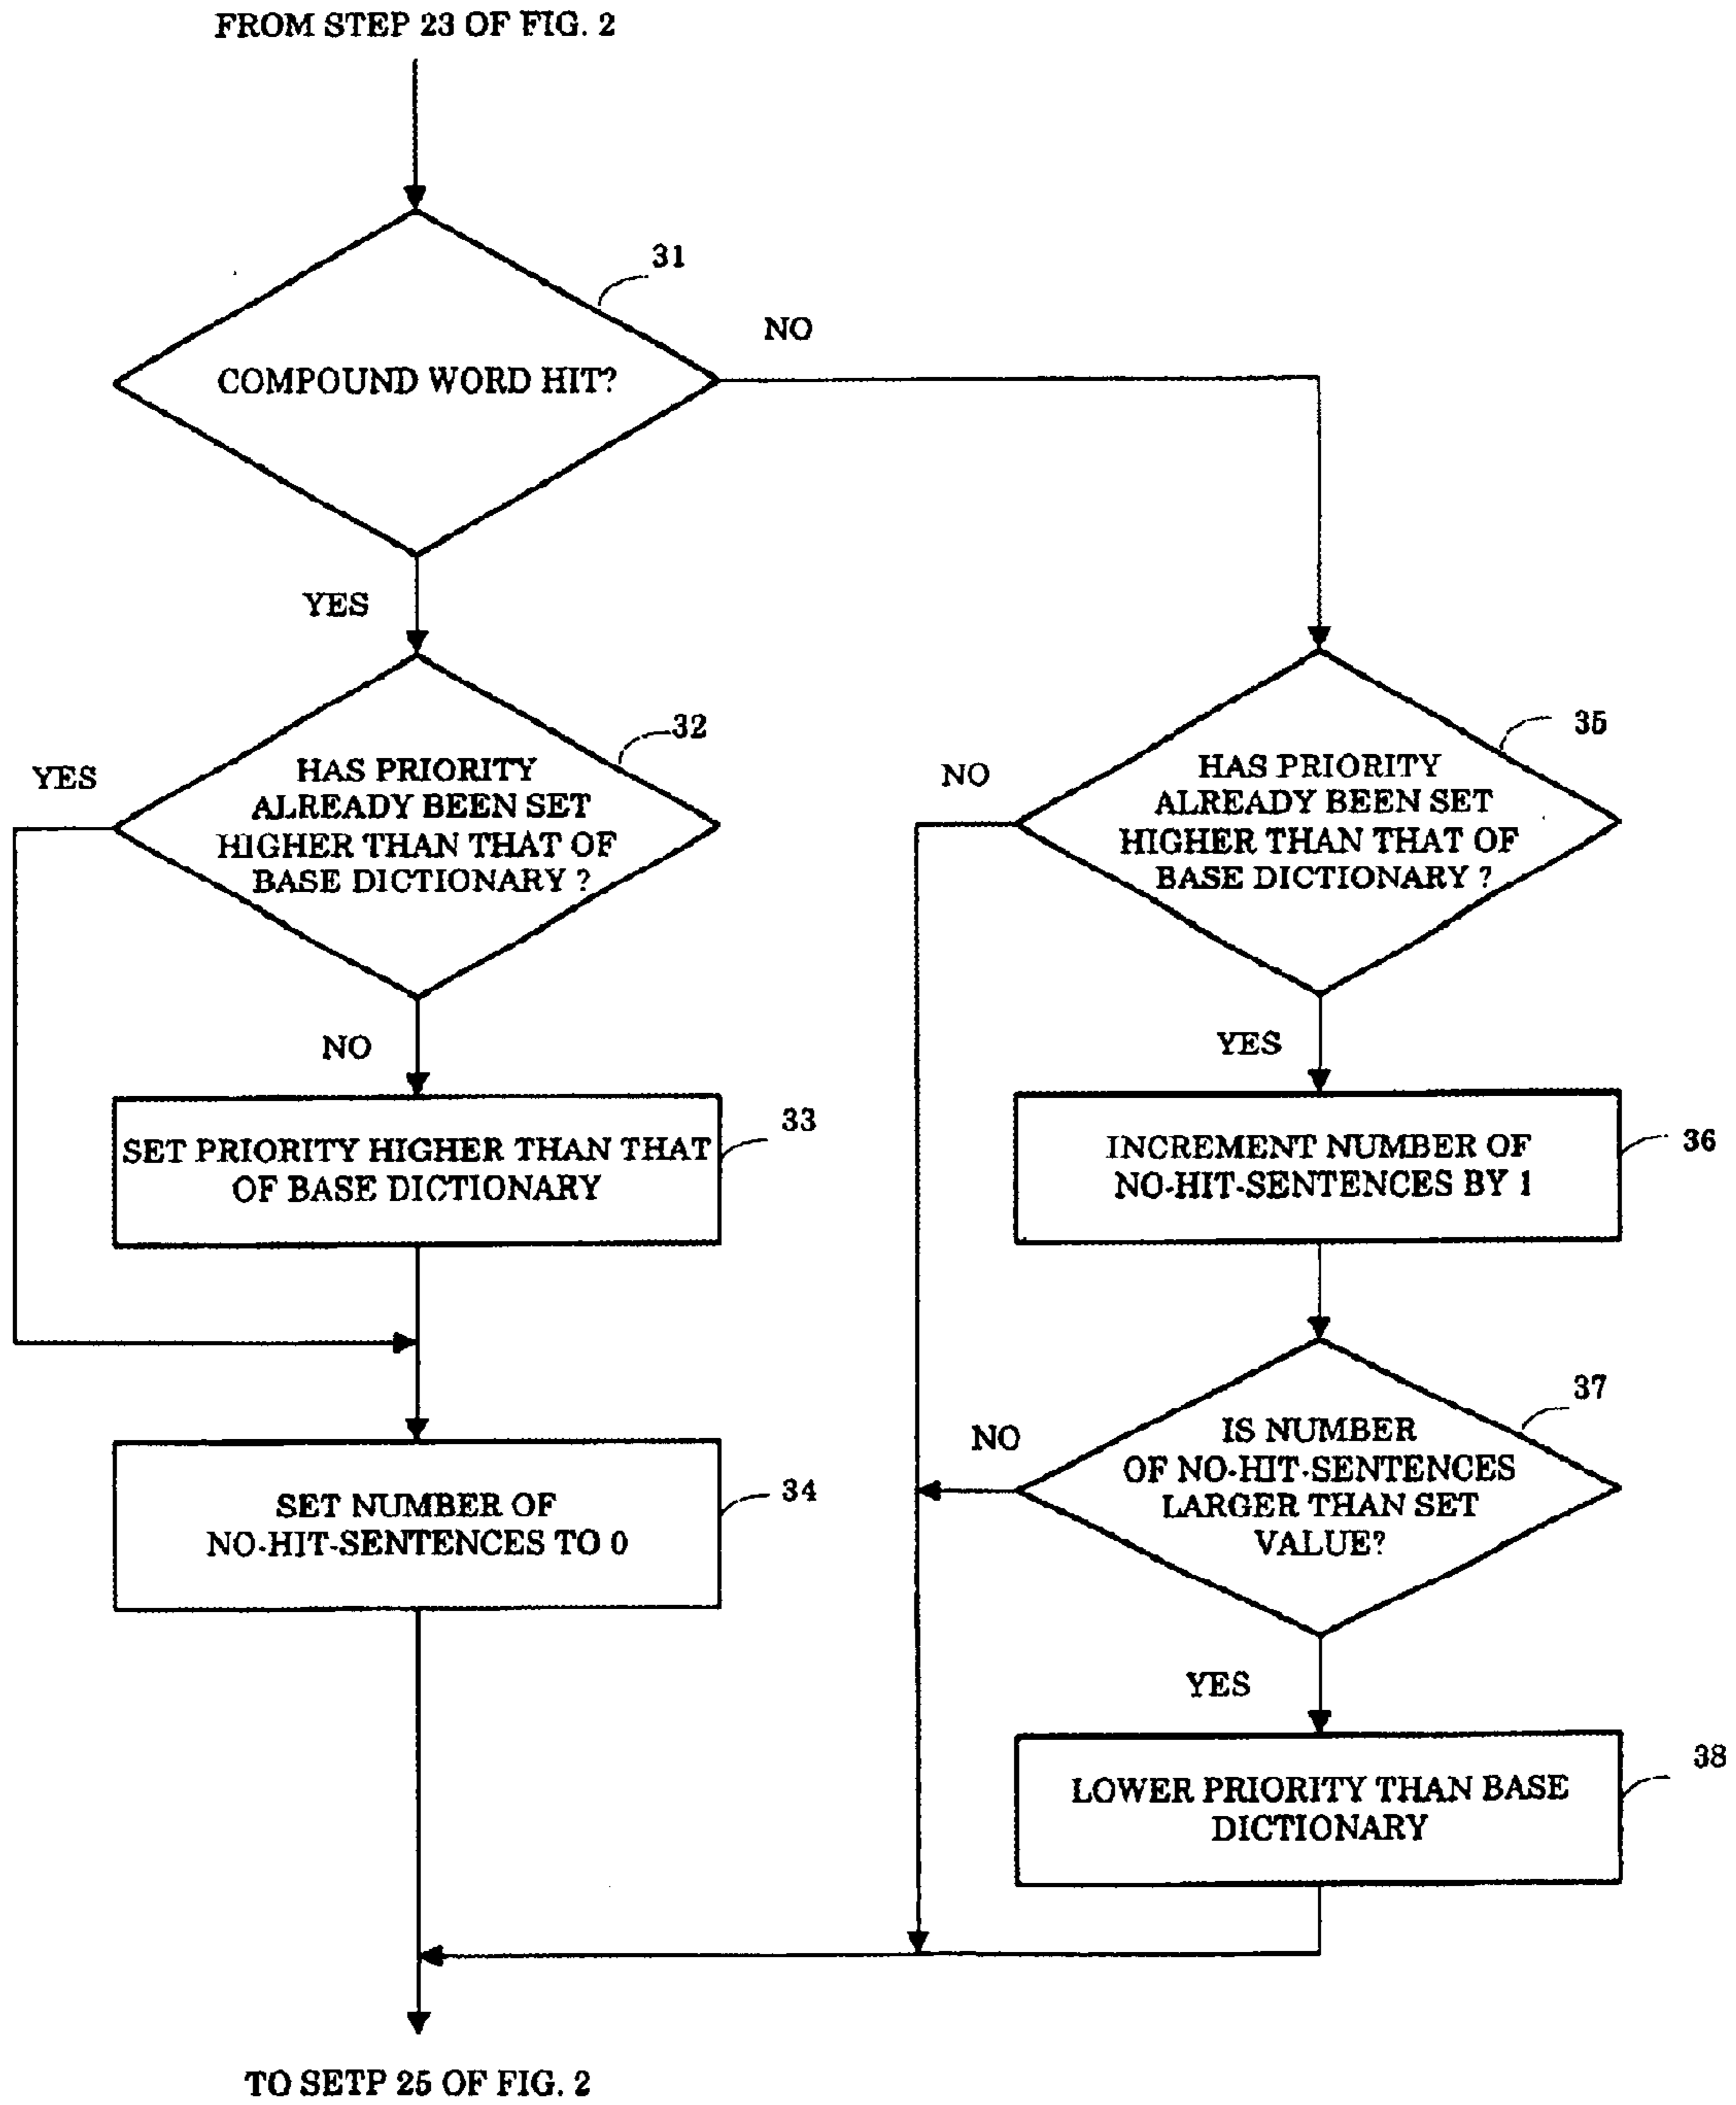 FROM STEP 23 OF FIG. 2
31
COMPOUND WORD HIT?
NO
YES
32
HAS PRIORITY
ALREADY BEEN SET
HIGHER THAN THAT OF
BASE DICTIONARY ?
YES
NO
33
SET PRIORITY HIGHER THAN THAT
OF BASE DICTIONARY
34
SET NUMBER OF
NO-HIT-SENTENCES TO 0
35
HAS PRIORITY
ALREADY BEEN SET
HIGHER THAN THAT OF
BASE DICTIONARY ?
NO
YES
36
INCREMENT NUMBER OF
NO-HIT-SENTENCES BY 1
37
IS NUMBER
OF NO-HIT-SENTENCES
LARGER THAN SET
VALUE?
NO
YES
38
LOWER PRIORITY THAN BASE
DICTIONARY
TO SETP 25 OF FIG. 2